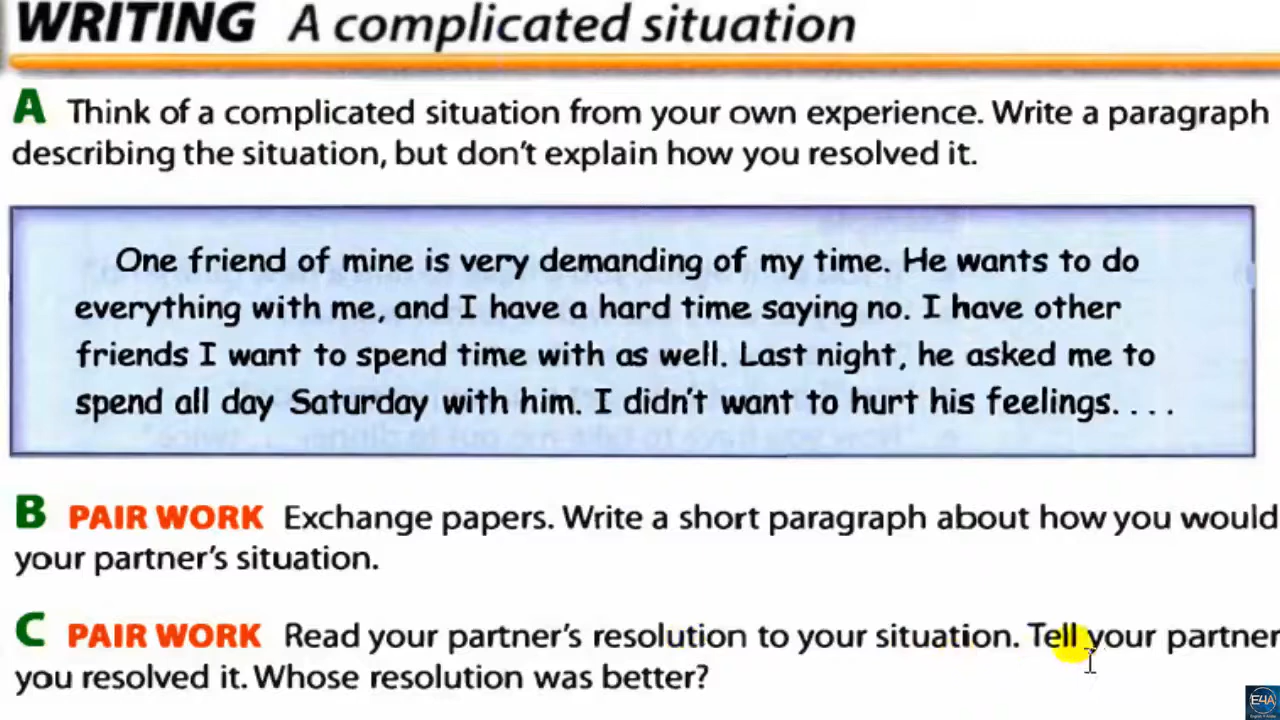 WRITING A complicated situation
A Think of a complicated situation from your own experience. Write a paragraph
describing the situation, but don't explain how you resolved it.
One friend of mine is very demanding of my time. He wants to do
everything with me, and I have a hard time saying no. I have other
friends I want to spend time with as well. Last night, he asked me to
spend all day Saturday with him. I didn't want to hurt his feelings. . . .
B PAIR WORK Exchange papers. Write a short paragraph about how you would
your partner's situation.
C PAIR WORK Read your partner's resolution to your situation. Tell your partner
you resolved it. Whose resolution was better?
E4A